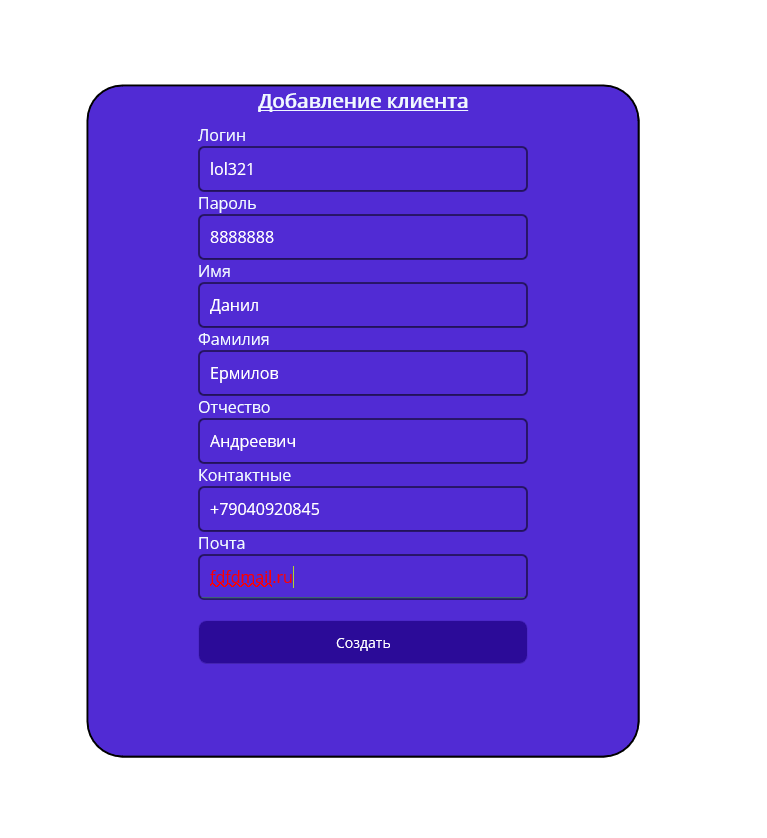 Добавление клиента
Логин
lol321
Пароль
8888888
Имя
Данил
Фамилия
Ермилов
Отчество
Андреевич
Контактные
+79040920845
Почта
Создать